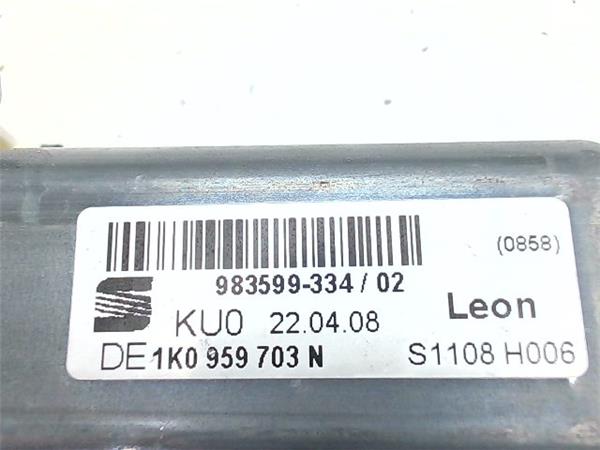 (0858)
983599-334 / 02
KU0 22.04.08 Leon
DE 1K0 959 703 N S1108 H006